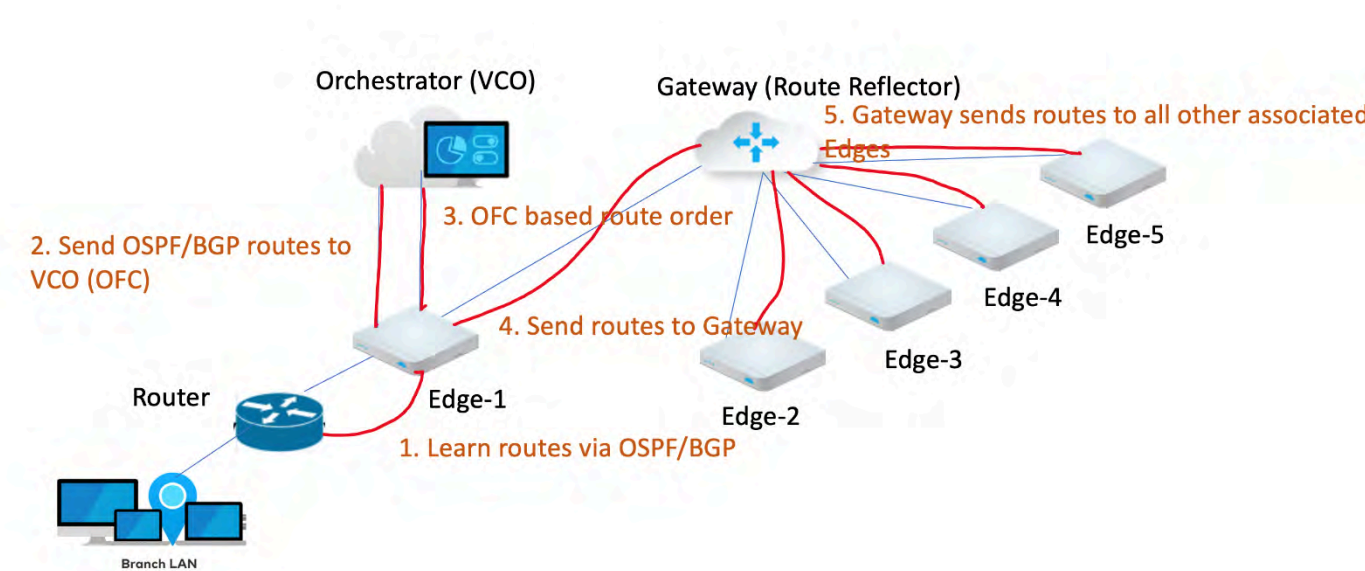 Orchestrator (VCO)
Gateway (Route Reflector)
5. Gateway sends routes to all other associated
Edges
3. OFC based route order
2. Send OSPF/BGP routes to
VCO (OFC)
Edge-5
Edge-4
4. Send routes to Gateway
Edge-3
Router
Edge-1
Edge-2
1. Learn routes via OSPF/BGP
Branch LAN